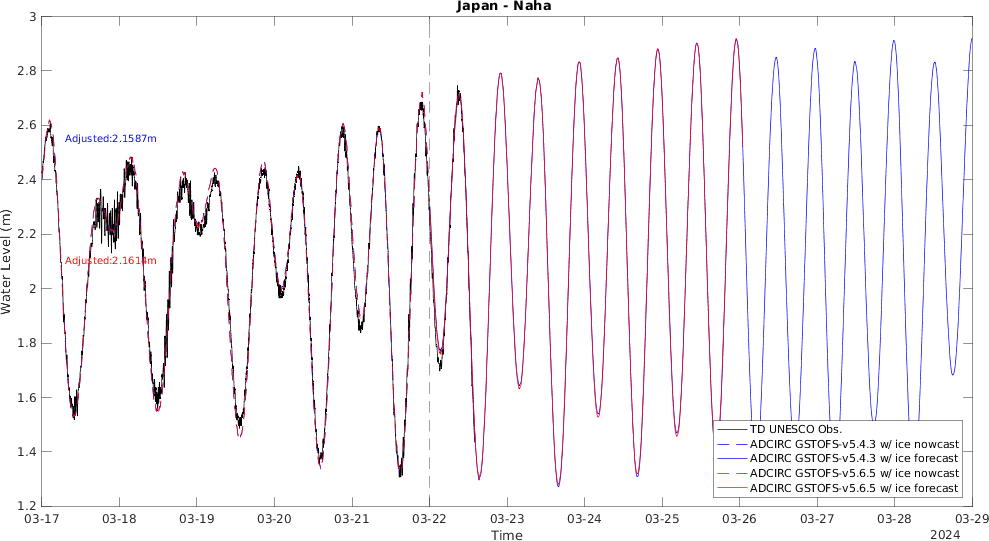 Japan - Naha
3
2.8
2.6
2.4
2.2
2
1.8
1.6
1.4
1.2
Water Level (m)
Adjusted:2.1587m
Adjusted:2.1614m
TD UNESCO Obs.
ADCIRC GSTOFS-v5.4.3 w/ ice nowcast
ADCIRC GSTOFS-v5.4.3 w/ ice forecast
ADCIRC GSTOFS-v5.6.5 w/ ice nowcast
ADCIRC GSTOFS-v5.6.5 w/ ice forecast
03-17 03-18 03-19 03-20 03-21 03-22 03-23 03-24 03-25 03-26 03-27 03-28 03-29
Time
2024